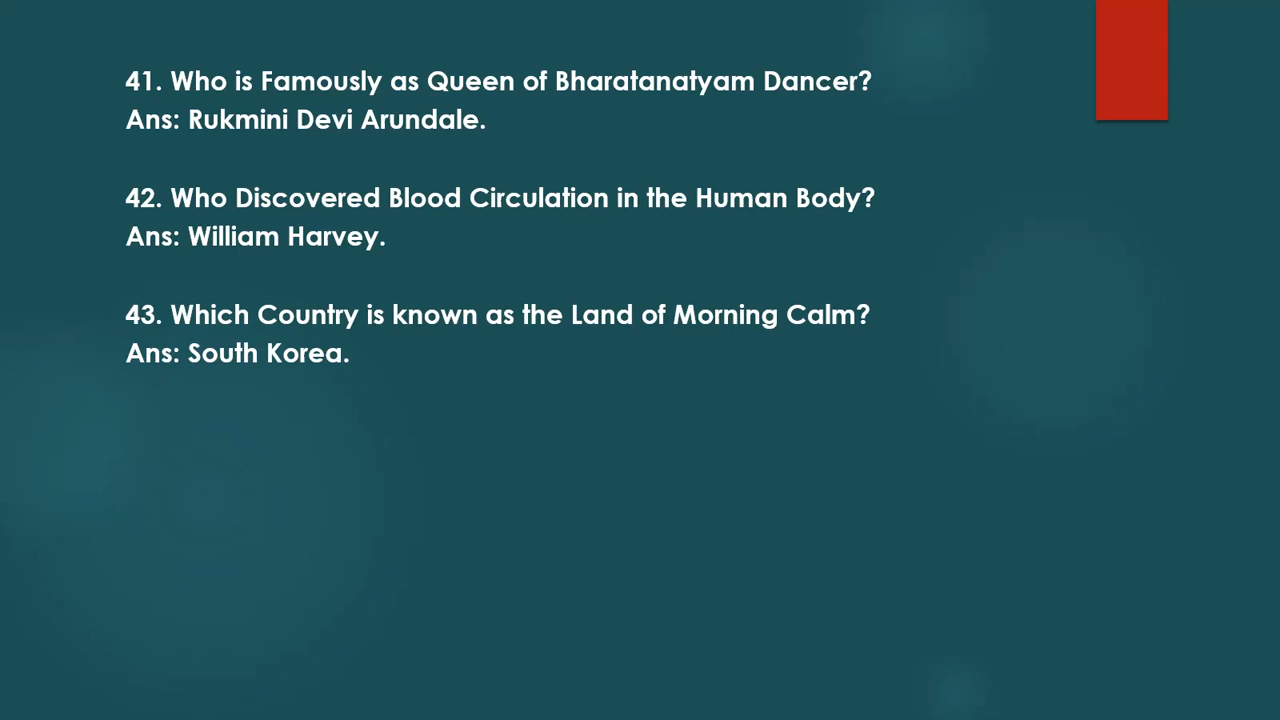 41. Who is Famously as Queen of Bharatanatyam Dancer?
Ans: Rukmini Devi Arundale.
42. Who Discovered Blood Circulation in the Human Body?
Ans: William Harvey.
43. Which Country is known as the Land of Morning Calm?
Ans: South Korea.